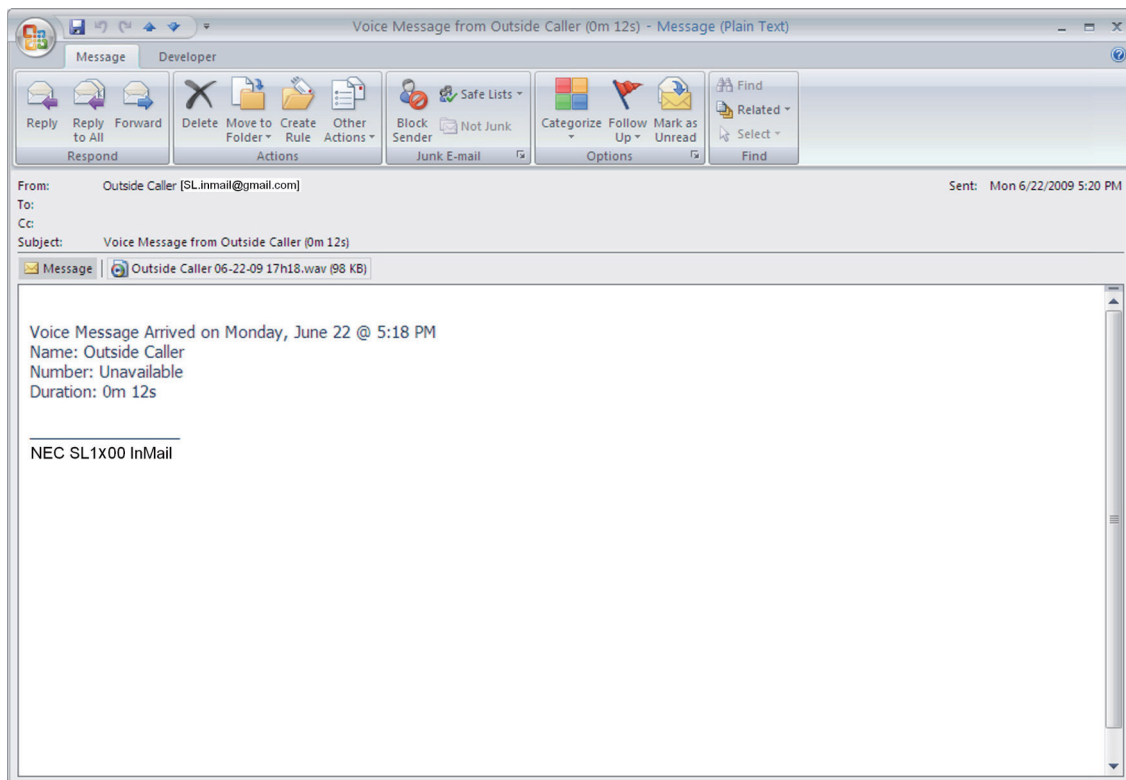 Voice Message from Outside Caller (0m 12s) - Message (Plain Text)
Message Developer
Reply
Reply to All
Forward
Respond
Delete
Move to Folder
Create Rule
Other Actions
Actions
Block Sender
Safe Lists
Not Junk
Junk E-mail
Categorize
Follow Up
Mark as Unread
Options
Find
Related
Select
Find
From: Outside Caller [SL.inmail@gmail.com] Sent: Mon 6/22/2009 5:20 PM
To:
Cc:
Subject: Voice Message from Outside Caller (0m 12s)
Message Outside Caller 06-22-09 17h18.wav (98 KB)
Voice Message Arrived on Monday, June 22 @ 5:18 PM
Name: Outside Caller
Number: Unavailable
Duration: 0m 12s
NEC SL1X00 InMail